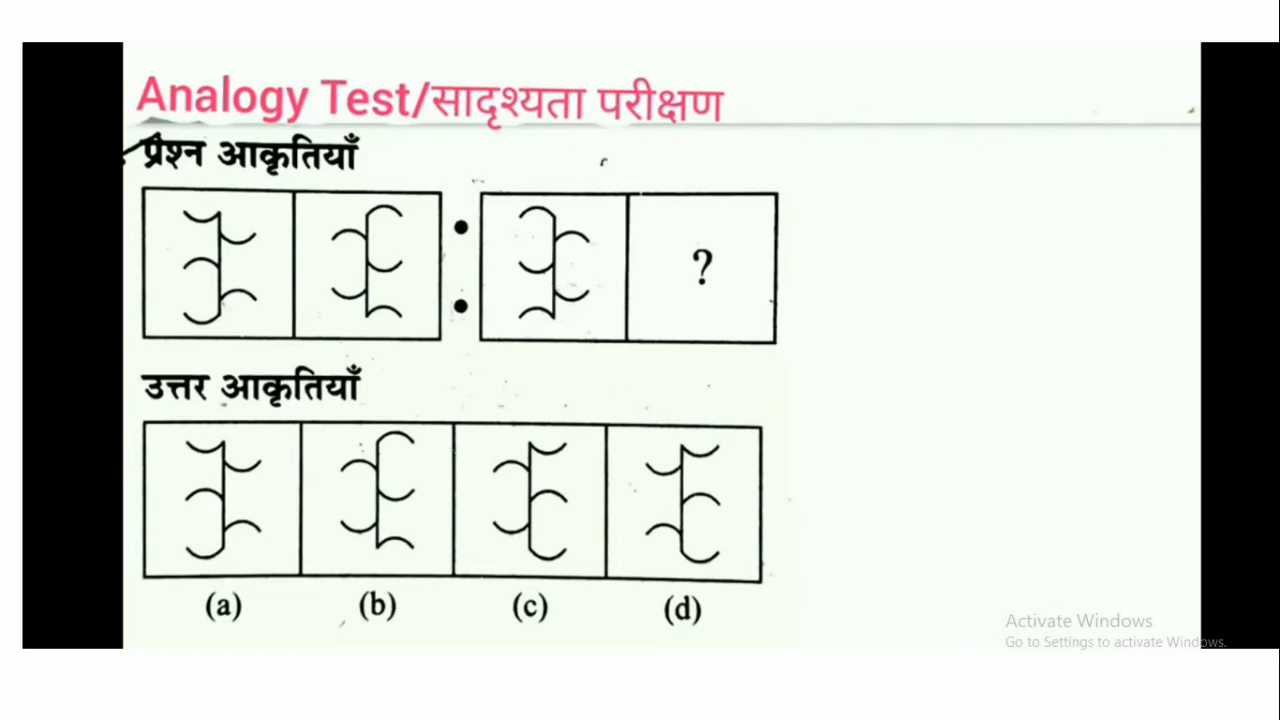 Analogy Test/सादृश्यता परीक्षण
प्रश्न आकृतियाँ
?
उत्तर आकृतियाँ
(a) (b) (c) (d)
Activate Windows
Go to Settings to activate Windows.